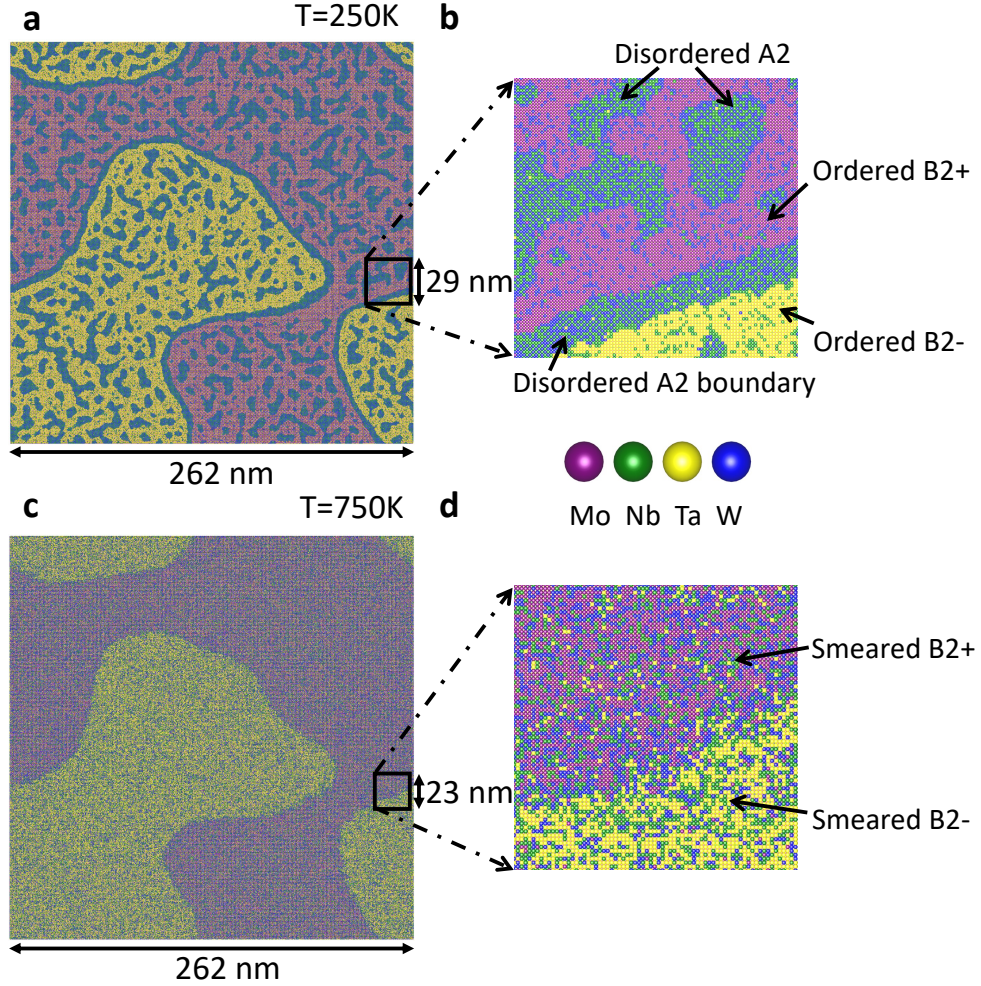 a
T=250K
b
Disordered A2
Ordered B2+
29 nm
Ordered B2-
Disordered A2 boundary
262 nm
Mo Nb Ta W
c
T=750K
d
Smeared B2+
23 nm
Smeared B2-
262 nm